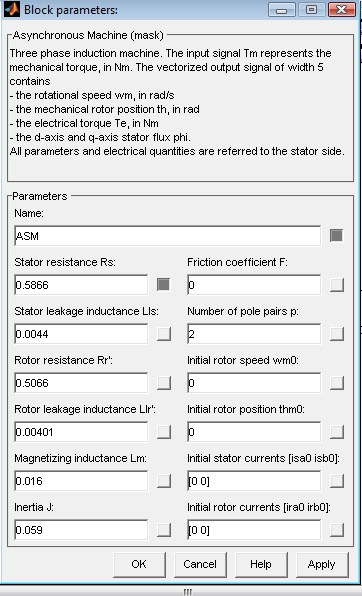 Block parameters:
Asynchronous Machine (mask)
Three phase induction machine. The input signal Tm represents the
mechanical torque, in Nm. The vectorized output signal of width 5
contains
- the rotational speed wm, in rad/s
- the mechanical rotor position th, in rad
- the electrical torque Te, in Nm
- the d-axis and q-axis stator flux phi.
All parameters and electrical quantities are referred to the stator side.
Parameters
Name:
ASM
Stator resistance Rs:
0.5866
Friction coefficient F:
0
Stator leakage inductance Lls:
0.0044
Number of pole pairs p:
2
Rotor resistance Rr':
0.5066
Initial rotor speed wm0:
0
Rotor leakage inductance Llr':
0.00401
Initial rotor position thm0:
0
Magnetizing inductance Lm:
0.016
Initial stator currents [isa0 isb0]:
[0 0]
Inertia J:
0.059
Initial rotor currents [ira0 irb0]:
[0 0]
OK
Cancel
Help
Apply